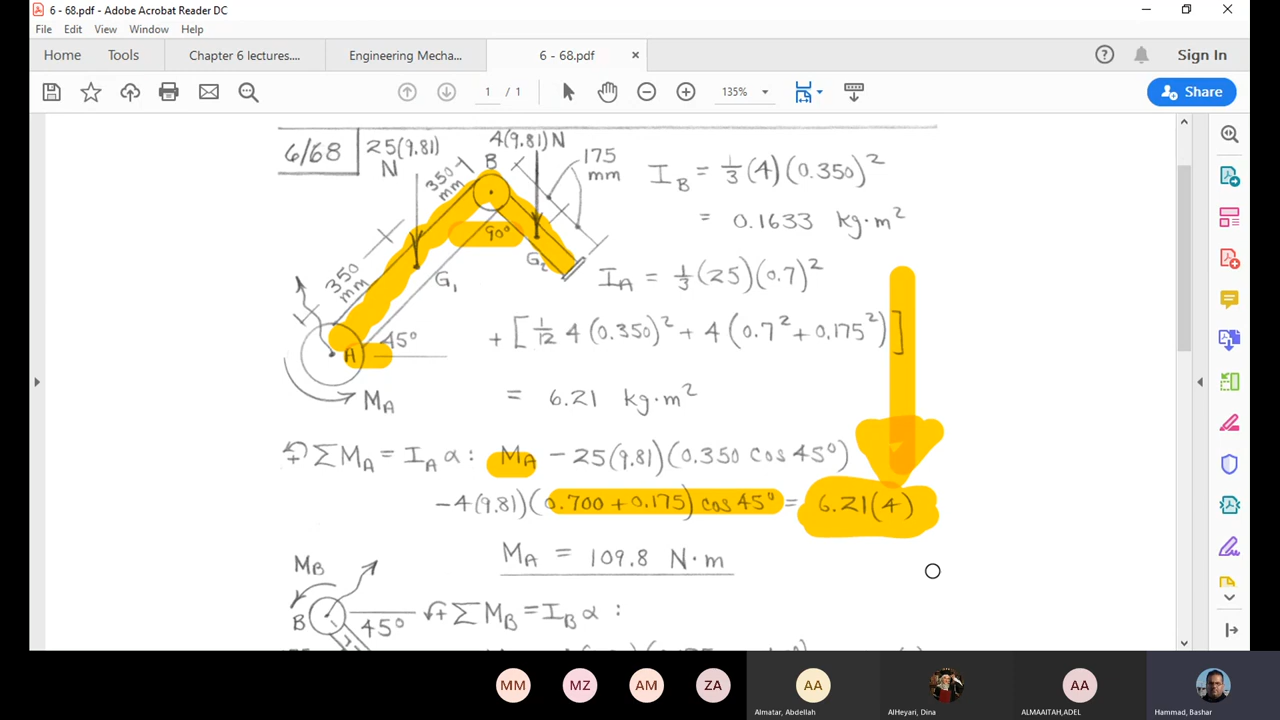 6 - 68.pdf - Adobe Acrobat Reader DC
File Edit View Window Help
Home Tools Chapter 6 lectures.... Engineering Mecha... 6 - 68.pdf × Sign In
1 / 1 135% Share
6/68
25(9.81)
N
4(9.81) N
B
175
mm
350
mm
350
mm
90°
G₁
G₂
A
45°
M_A
I_B = 1/3 (4)(0.350)²
= 0.1633 kg·m²
I_A = 1/3 (25)(0.7)²
+ [1/12 4(0.350)² + 4(0.7² + 0.175²)]
= 6.21 kg·m²
↶+ ΣM_A = I_A α : M_A - 25(9.81)(0.350 cos 45°)
-4(9.81)(0.700 + 0.175) cos 45° = 6.21(4)
M_A = 109.8 N·m
M_B
B
45°
↶+ ΣM_B = I_B α :
MM MZ AM ZA AA AA
Almatar, Abdellah AlHeyari, Dina ALMAAITAH,ADEL Hammad, Bashar